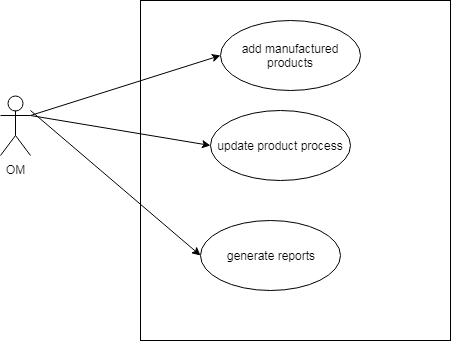 add manufactured
products
update product process
OM
generate reports